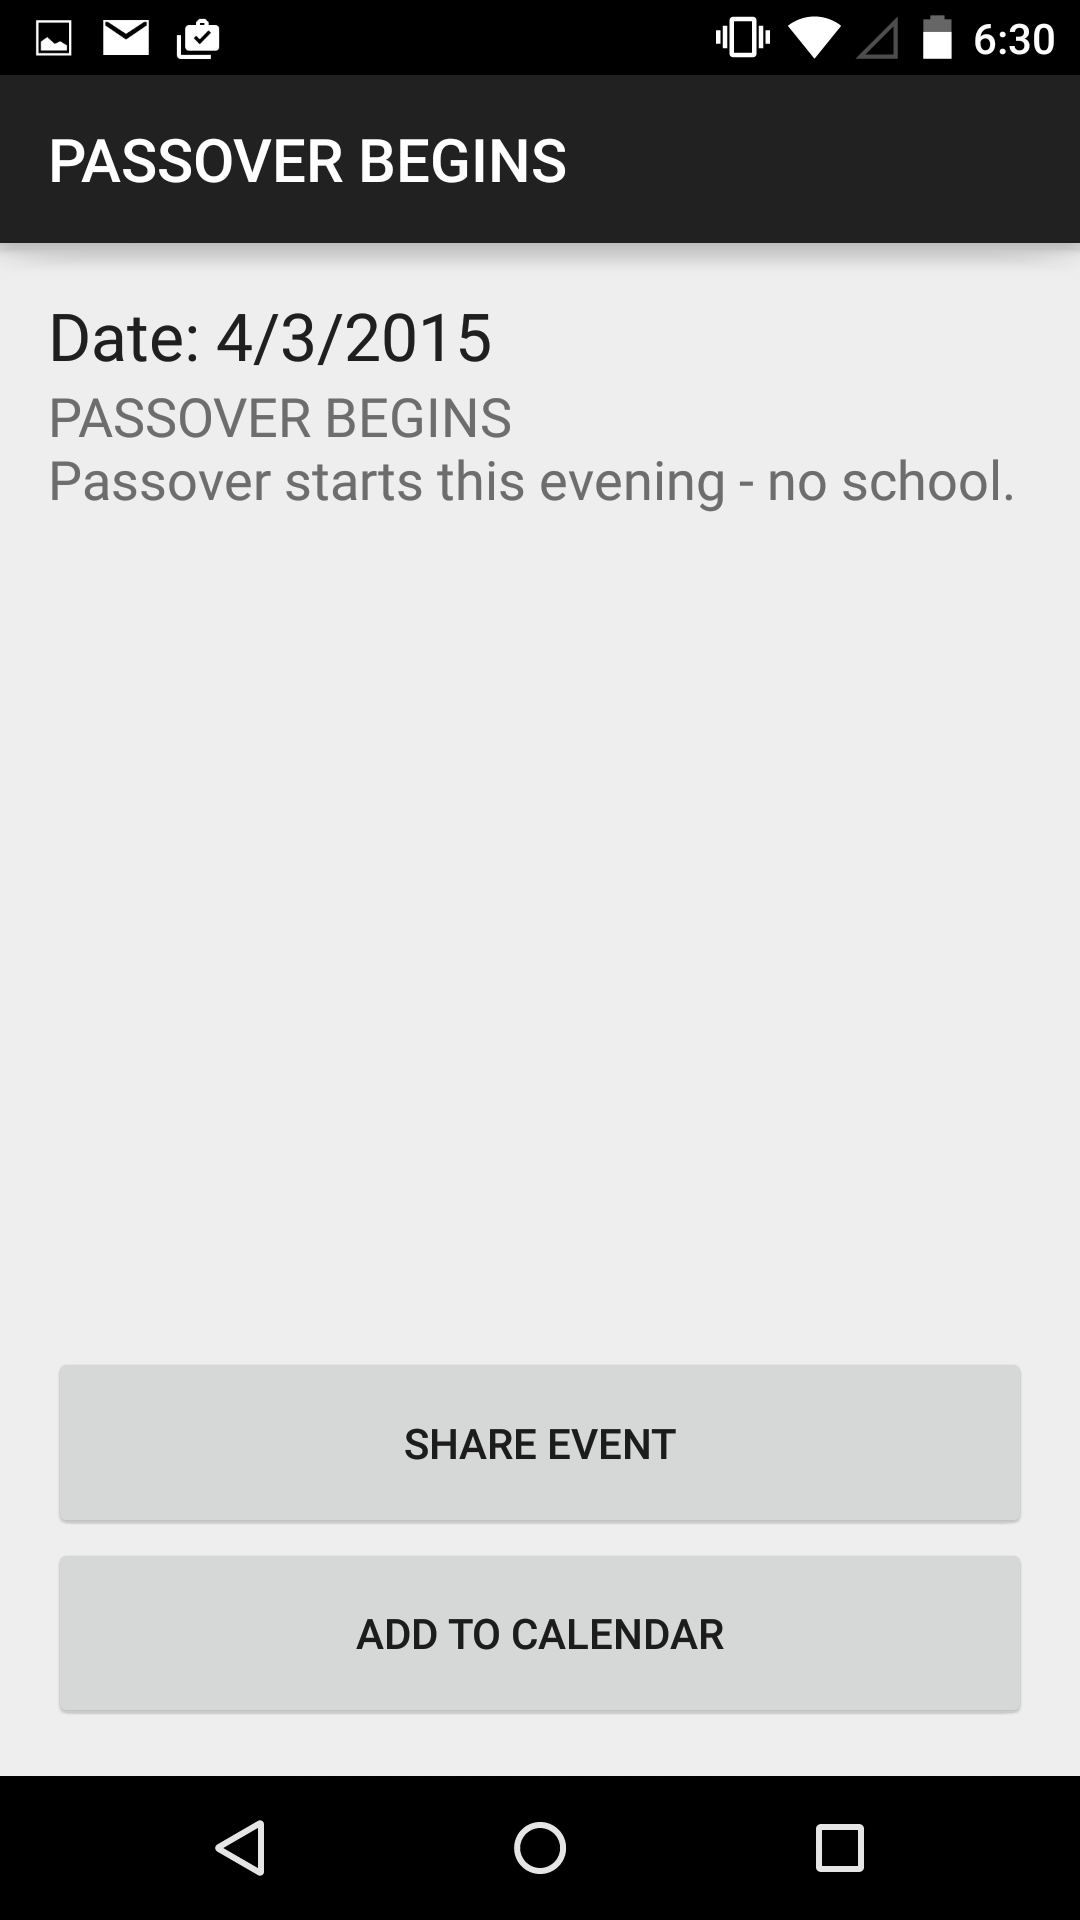 6:30
PASSOVER BEGINS
Date: 4/3/2015
PASSOVER BEGINS
Passover starts this evening - no school.
SHARE EVENT
ADD TO CALENDAR